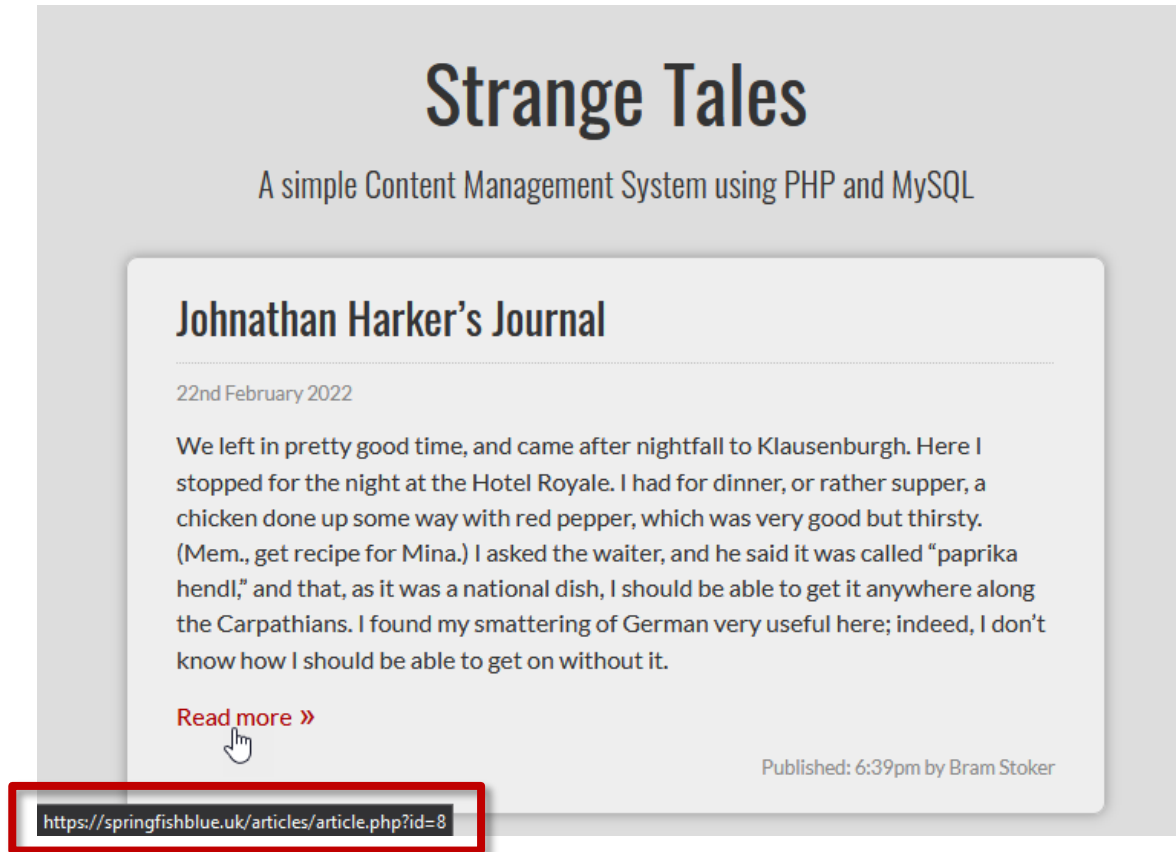 Strange Tales
A simple Content Management System using PHP and MySQL
Johnathan Harker’s Journal
22nd February 2022
We left in pretty good time, and came after nightfall to Klausenburgh. Here I
stopped for the night at the Hotel Royale. I had for dinner, or rather supper, a
chicken done up some way with red pepper, which was very good but thirsty.
(Mem., get recipe for Mina.) I asked the waiter, and he said it was called “paprika
hendl,” and that, as it was a national dish, I should be able to get it anywhere along
the Carpathians. I found my smattering of German very useful here; indeed, I don’t
know how I should be able to get on without it.
Read more »
Published: 6:39pm by Bram Stoker
https://springfishblue.uk/articles/article.php?id=8